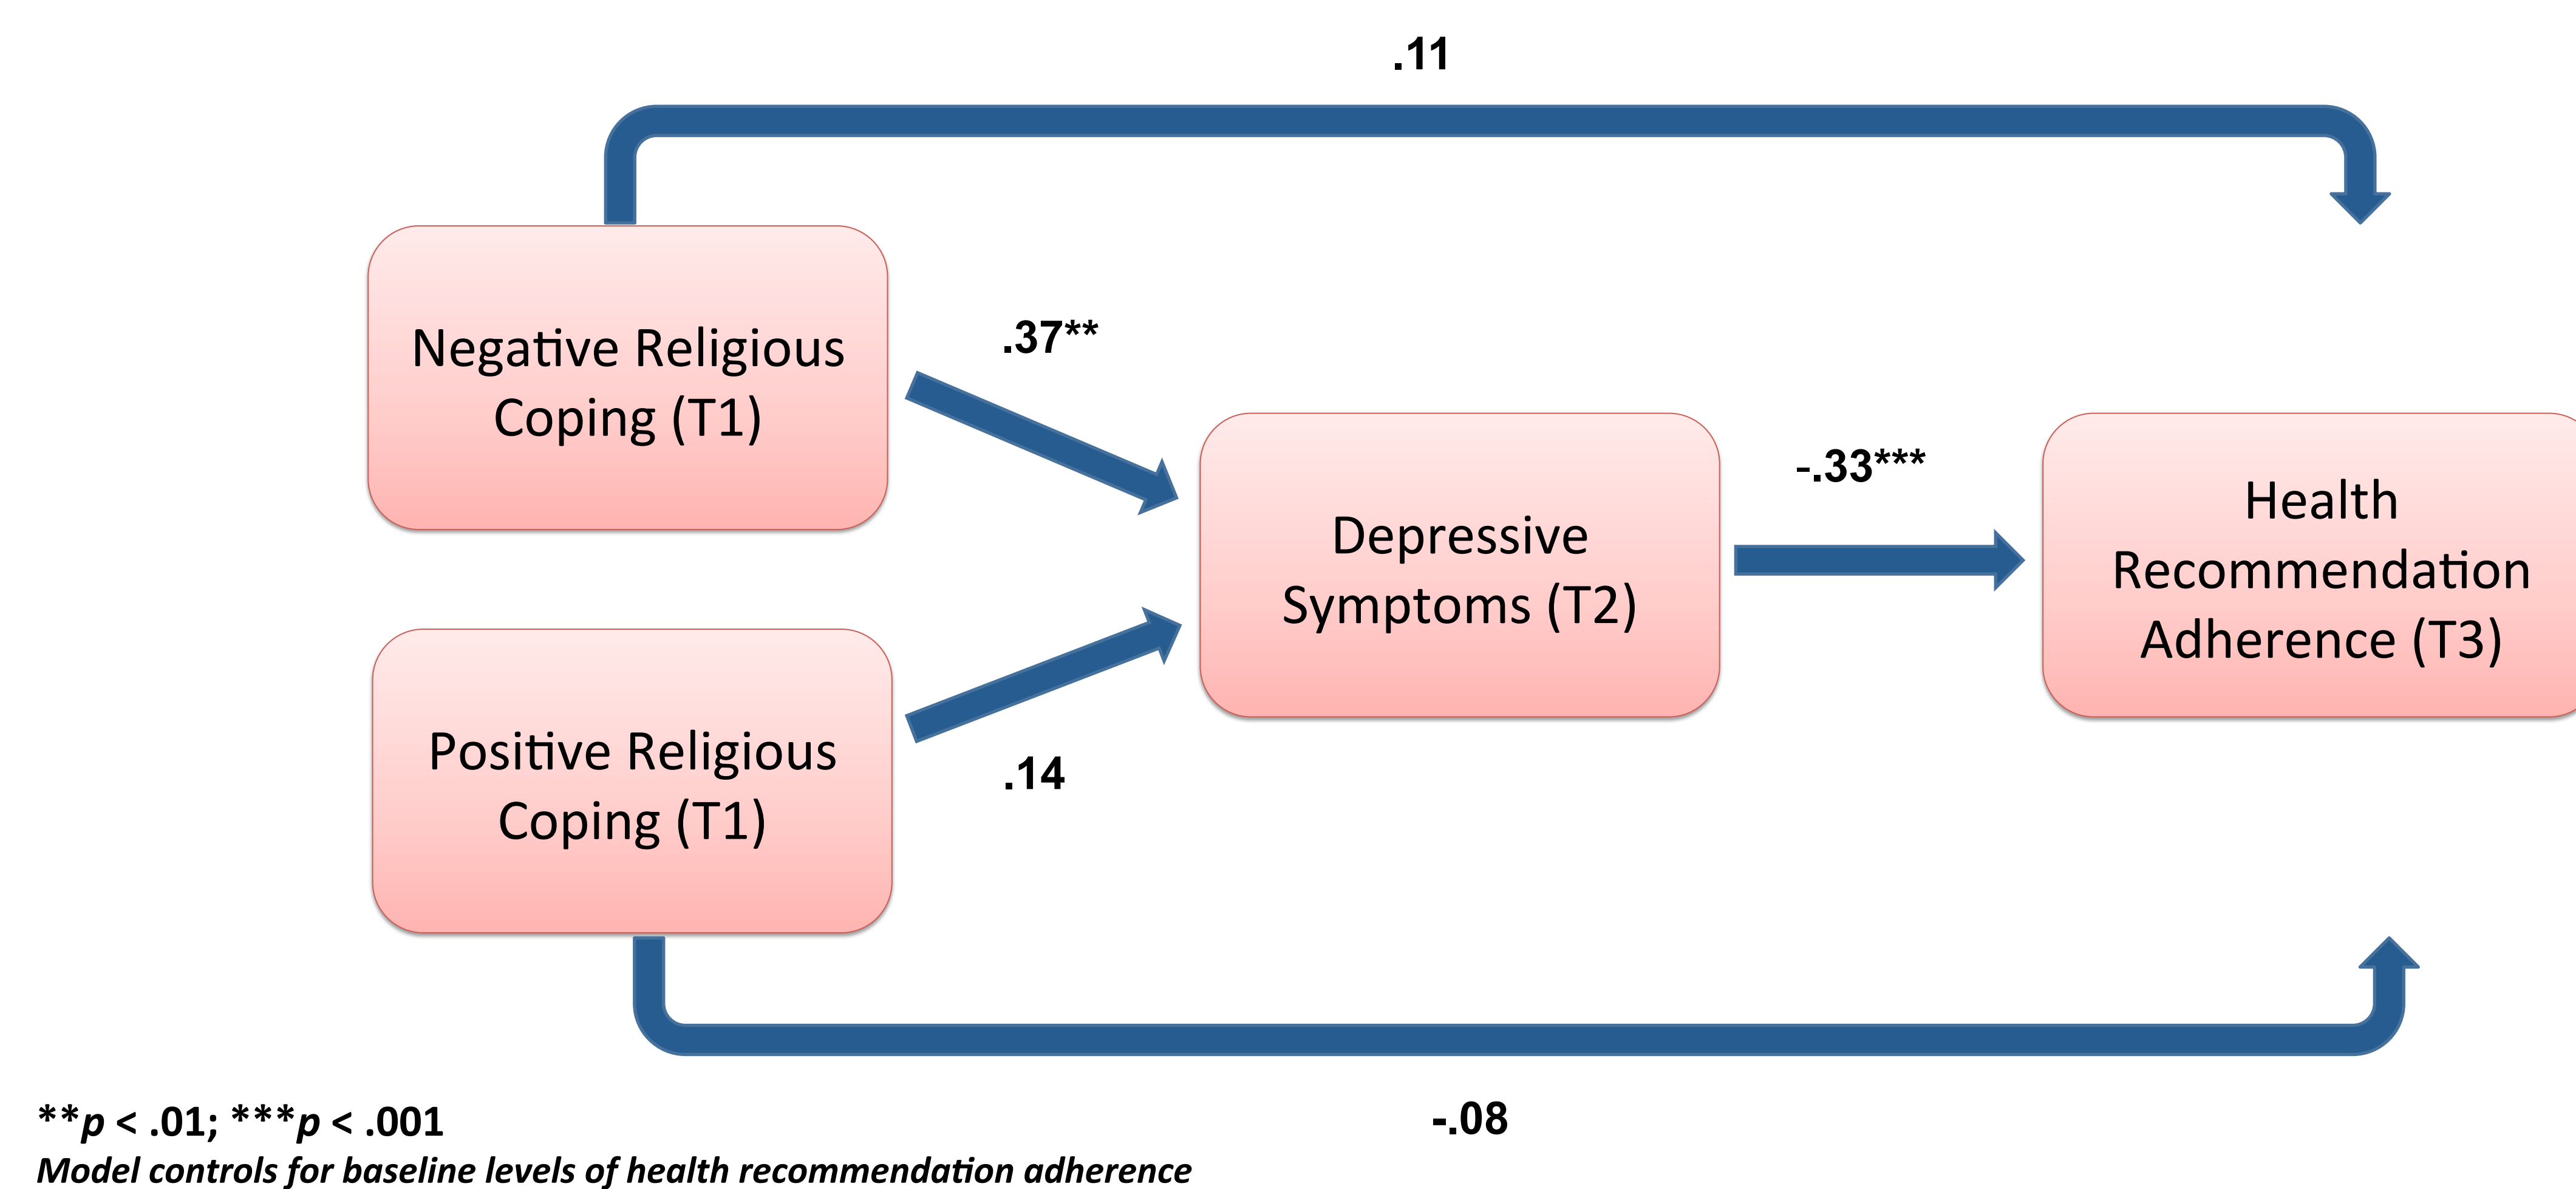 .11
Negative Religious
Coping (T1)
.37**
Depressive
Symptoms (T2)
-.33***
Health
Recommendation
Adherence (T3)
Positive Religious
Coping (T1)
.14
-.08
**p < .01; ***p < .001
Model controls for baseline levels of health recommendation adherence